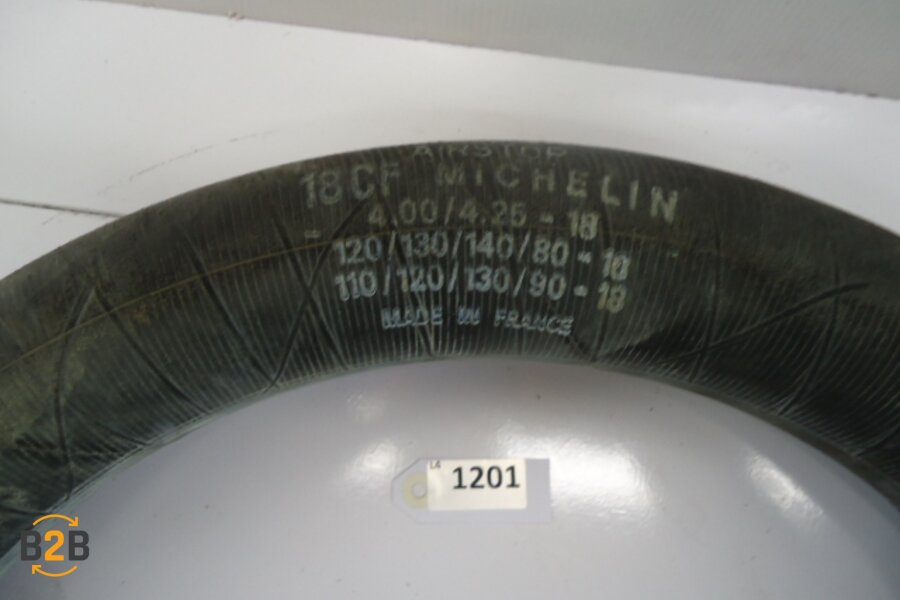 AIRSTOP
18CF MICHELIN
4.00/4.25-18
120/130/140/80-18
110/120/130/90-18
MADE IN FRANCE
L4
1201
B2B